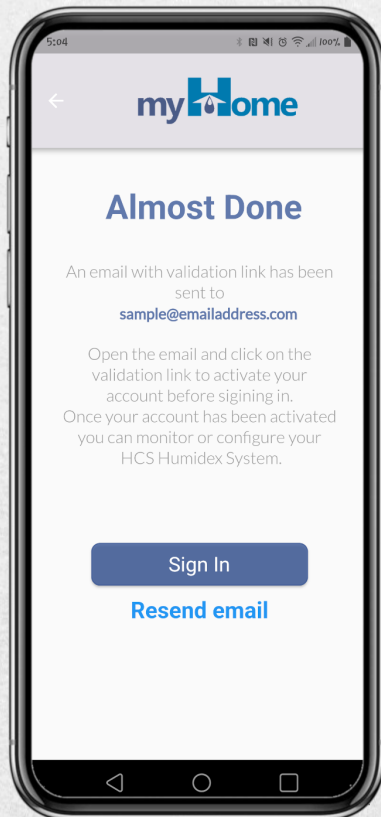 5:04
100%
myHome
Almost Done
An email with validation link has been
sent to
sample@emailaddress.com
Open the email and click on the
validation link to activate your
account before sigining in.
Once your account has been activated
you can monitor or configure your
HCS Humidex System.
Sign In
Resend email